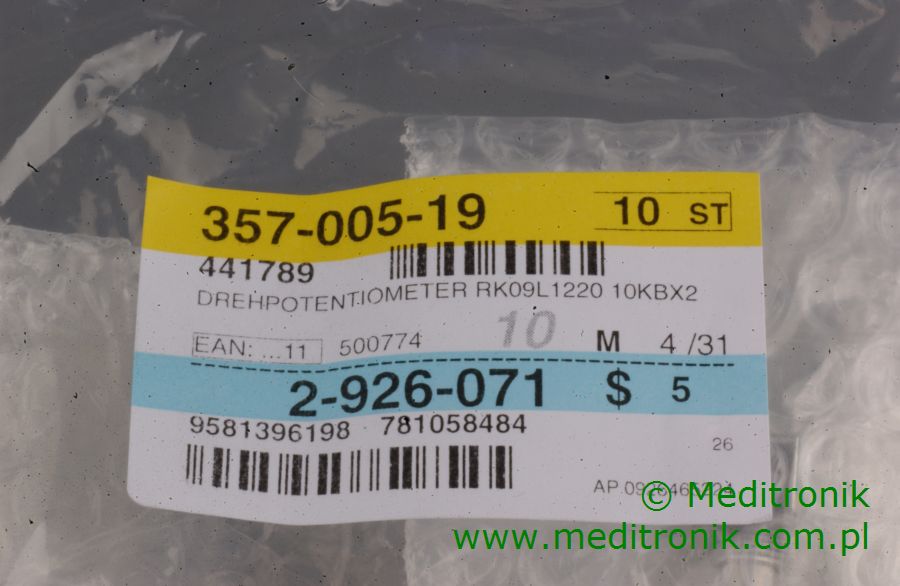 357-005-19 10 ST
441789
DREHPOTENTIOMETER RK09L1220 10KBX2
EAN: ...11 500774 10 M 4 /31
2-926-071 $ 5
9581396198 781058484
26
© Meditronik
www.meditronik.com.pl